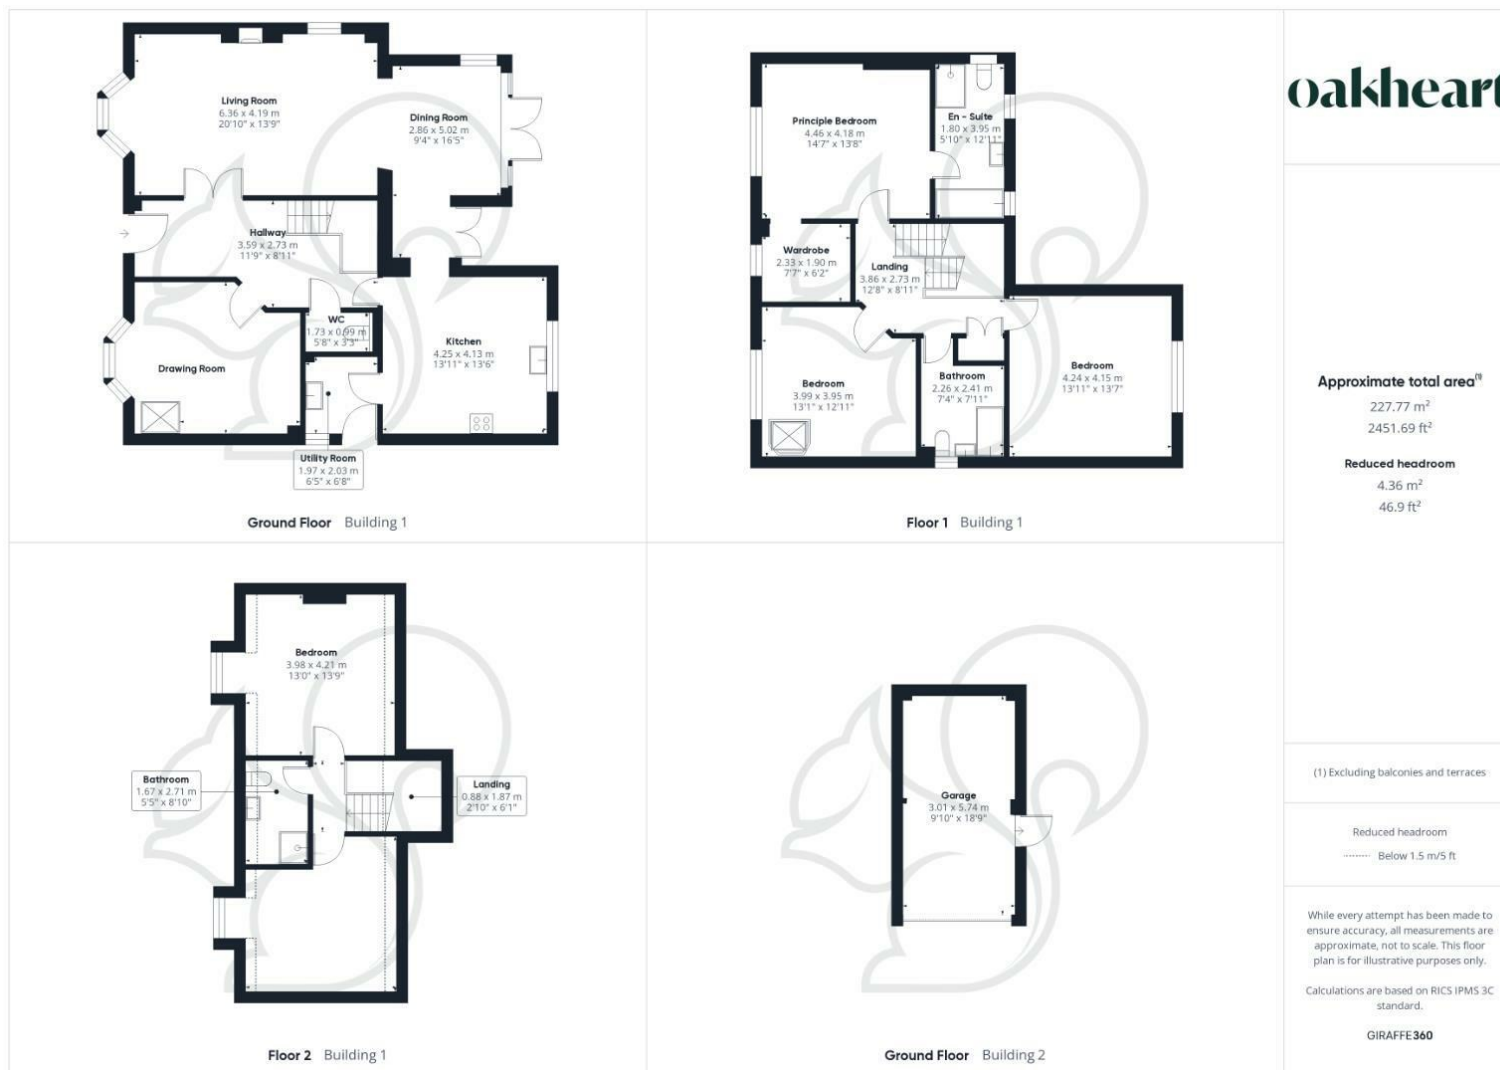 Living Room
6.36 x 4.19 m
20'10" x 13'9"
Dining Room
2.86 x 5.02 m
9'4" x 16'5"
Hallway
3.59 x 2.73 m
11'9" x 8'11"
WC
1.73 x 0.99 m
5'8" x 3'3"
Kitchen
4.25 x 4.13 m
13'11" x 13'6"
Drawing Room
Utility Room
1.97 x 2.03 m
6'5" x 6'8"
Ground Floor Building 1
Principle Bedroom
4.46 x 4.18 m
14'7" x 13'8"
En - Suite
1.80 x 3.95 m
5'10" x 12'11"
Wardrobe
2.33 x 1.90 m
7'7" x 6'2"
Landing
3.86 x 2.73 m
12'8" x 8'11"
Bedroom
3.99 x 3.95 m
13'1" x 12'11"
Bathroom
2.26 x 2.41 m
7'4" x 7'11"
Bedroom
4.24 x 4.15 m
13'11" x 13'7"
Floor 1 Building 1
Bedroom
3.98 x 4.21 m
13'0" x 13'9"
Bathroom
1.67 x 2.71 m
5'5" x 8'10"
Landing
0.88 x 1.87 m
2'10" x 6'1"
Floor 2 Building 1
Garage
3.01 x 5.74 m
9'10" x 18'9"
Ground Floor Building 2
oakheart
Approximate total area(1)
227.77 m²
2451.69 ft²
Reduced headroom
4.36 m²
46.9 ft²
(1) Excluding balconies and terraces
Reduced headroom
Below 1.5 m/5 ft
While every attempt has been made to
ensure accuracy, all measurements are
approximate, not to scale. This floor
plan is for illustrative purposes only.
Calculations are based on RICS IPMS 3C
standard.
GIRAFFE360